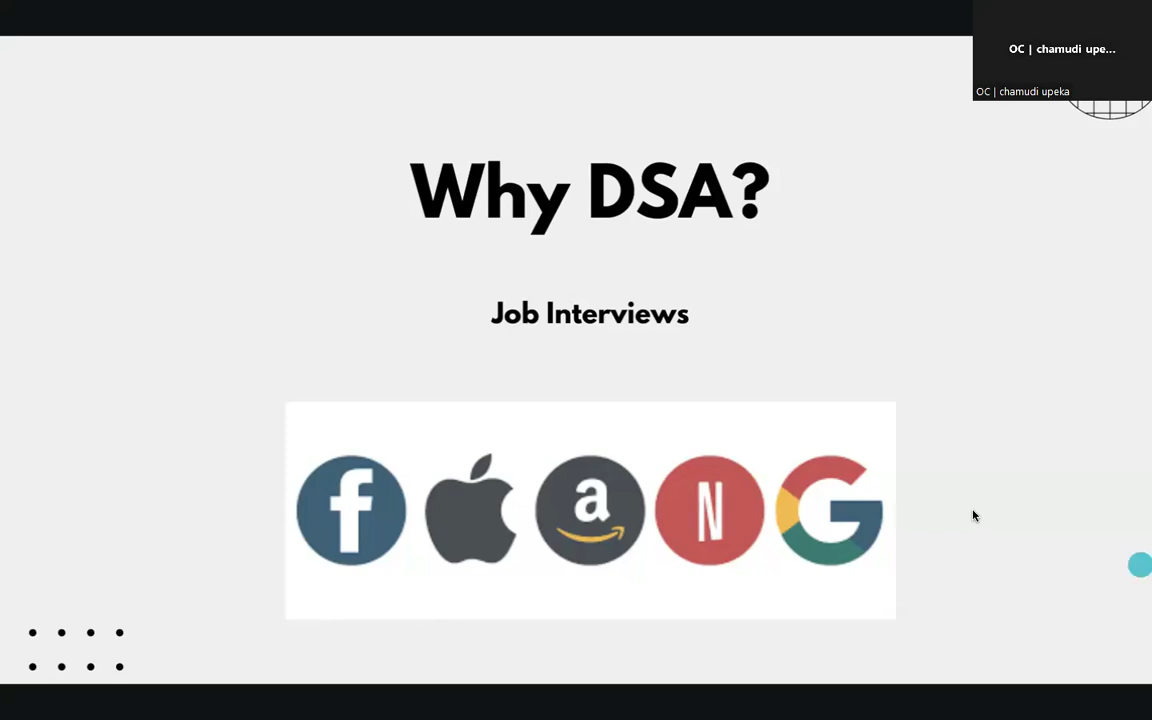 OC | chamudi upe...
OC | chamudi upeka
Why DSA?
Job Interviews
f
a
N
G